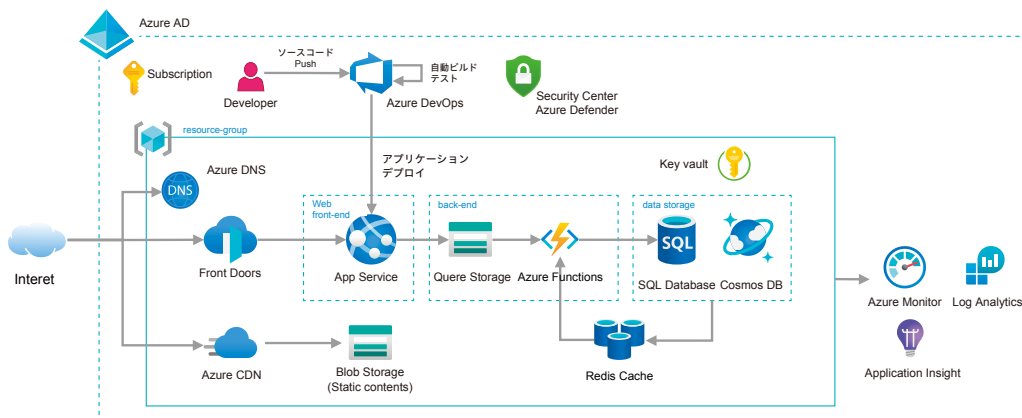 Azure AD
Subscription
Developer
ソースコード
Push
Azure DevOps
自動ビルド
テスト
Security Center
Azure Defender
resource-group
アプリケーション
デプロイ
Key vault
Azure DNS
DNS
Interet
Front Doors
Web
front-end
App Service
back-end
Quere Storage
Azure Functions
data storage
SQL
SQL Database
Cosmos DB
Azure Monitor
Log Analytics
Application Insight
Azure CDN
Blob Storage
(Static contents)
Redis Cache